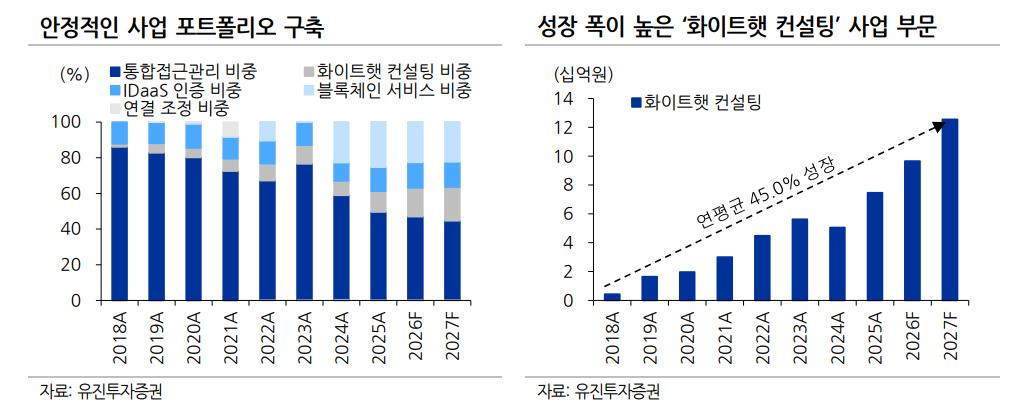 안정적인 사업 포트폴리오 구축
(%)
통합접근관리 비중
화이트햇 컨설팅 비중
IDaaS 인증 비중
블록체인 서비스 비중
연결 조정 비중
100
80
60
40
20
0
2018A
2019A
2020A
2021A
2022A
2023A
2024A
2025A
2026F
2027F
자료: 유진투자증권
성장 폭이 높은 ‘화이트햇 컨설팅’ 사업 부문
(십억원)
화이트햇 컨설팅
14
12
10
8
6
4
2
0
연평균 45.0% 성장
2018A
2019A
2020A
2021A
2022A
2023A
2024A
2025A
2026F
2027F
자료: 유진투자증권